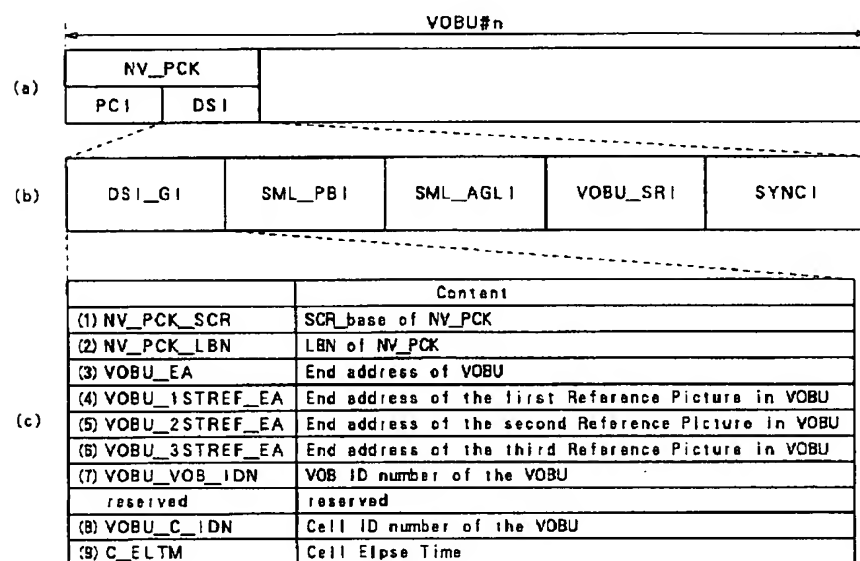 VOBU#n
(a)
NV_PCK
PCI DSI
(b)
DSI_GI SML_PBI SML_AGLI VOBU_SRI SYNCI
(c)
Content
(1) NV_PCK_SCR SCR_base of NV_PCK
(2) NV_PCK_LBN LBN of NV_PCK
(3) VOBU_EA End address of VOBU
(4) VOBU_1STREF_EA End address of the first Reference Picture in VOBU
(5) VOBU_2STREF_EA End address of the second Reference Picture in VOBU
(6) VOBU_3STREF_EA End address of the third Reference Picture in VOBU
(7) VOBU_VOB_IDN VOB ID number of the VOBU
reserved reserved
(8) VOBU_C_IDN Cell ID number of the VOBU
(9) C_ELTM Cell Elpse Time